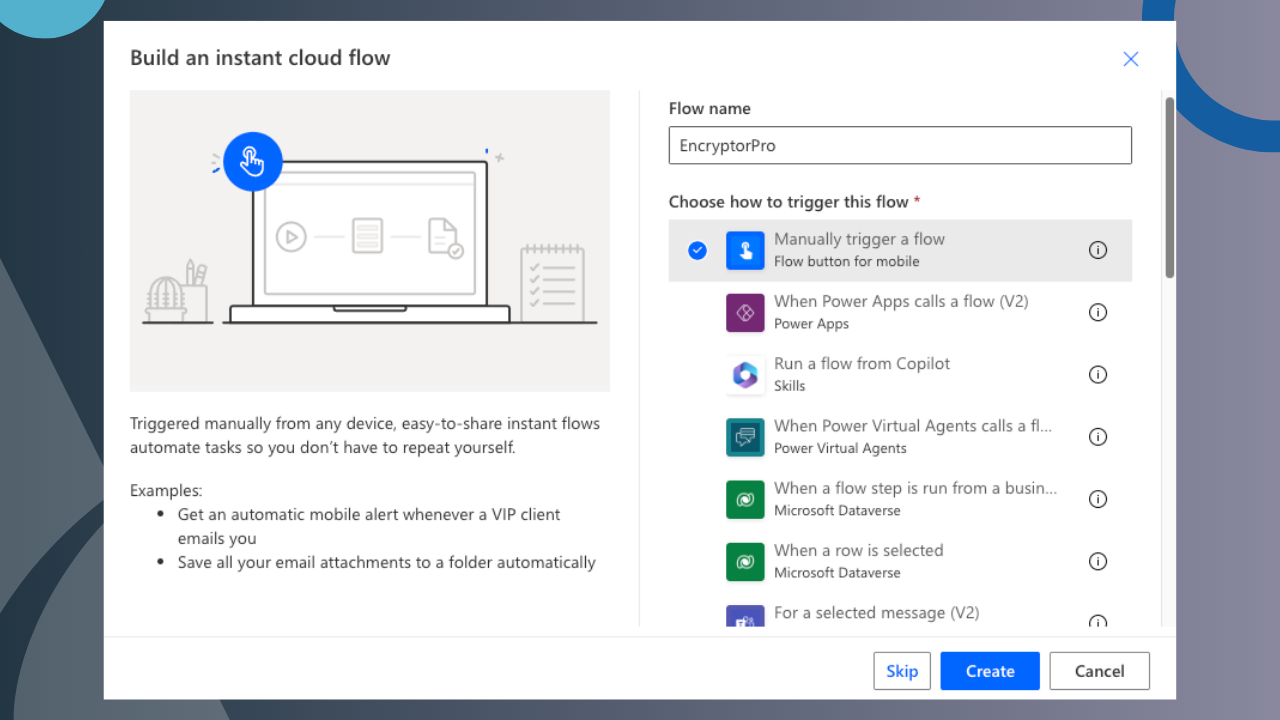 Build an instant cloud flow
Triggered manually from any device, easy-to-share instant flows
automate tasks so you don't have to repeat yourself.
Examples:
• Get an automatic mobile alert whenever a VIP client
emails you
• Save all your email attachments to a folder automatically
Flow name
EncryptorPro
Choose how to trigger this flow *
Manually trigger a flow
Flow button for mobile
When Power Apps calls a flow (V2)
Power Apps
Run a flow from Copilot
Skills
When Power Virtual Agents calls a fl...
Power Virtual Agents
When a flow step is run from a busin...
Microsoft Dataverse
When a row is selected
Microsoft Dataverse
For a selected message (V2)
Skip
Create
Cancel